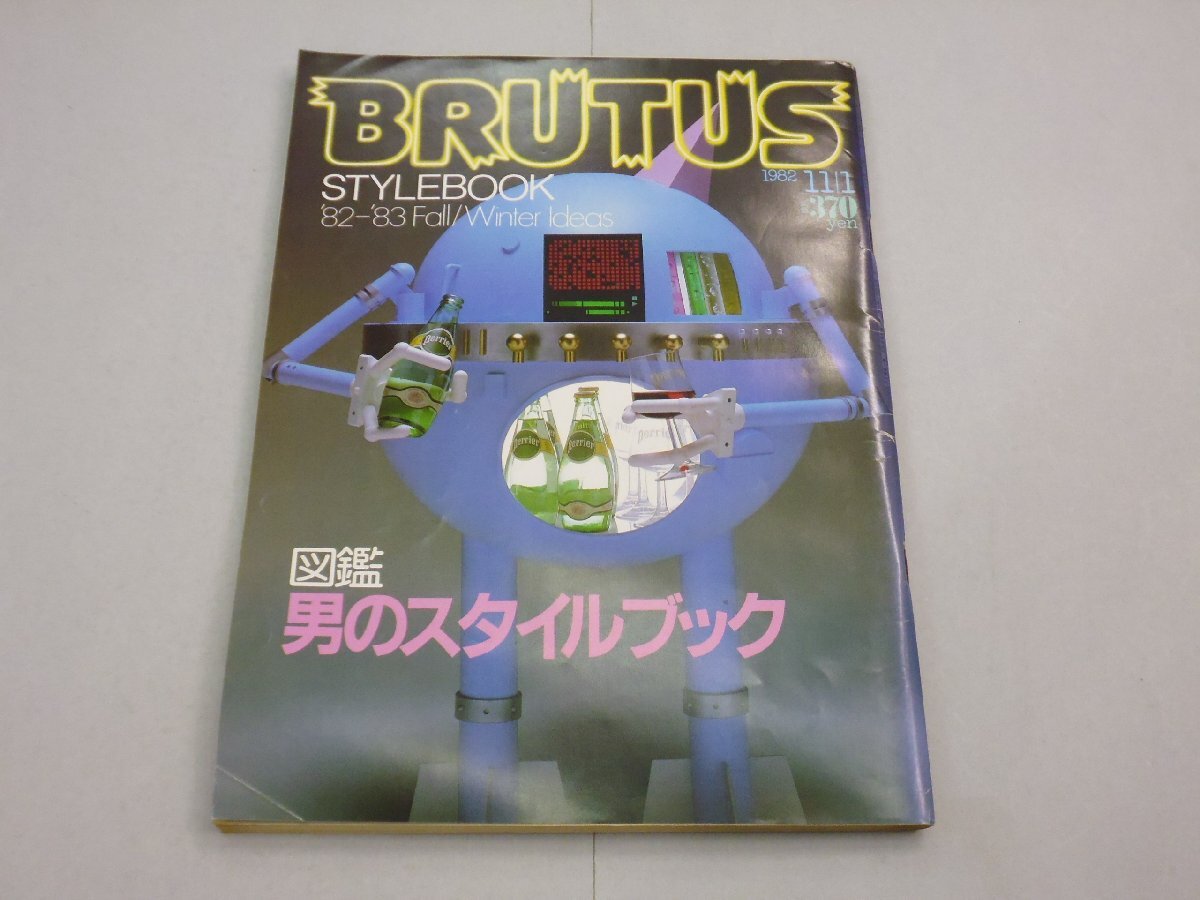 BRUTUS
STYLEBOOK
'82-'83 Fall/Winter Ideas
1982 11|1
370
yen
Perrier
Perrier
Perrier
Perrier
図鑑
男のスタイルブック